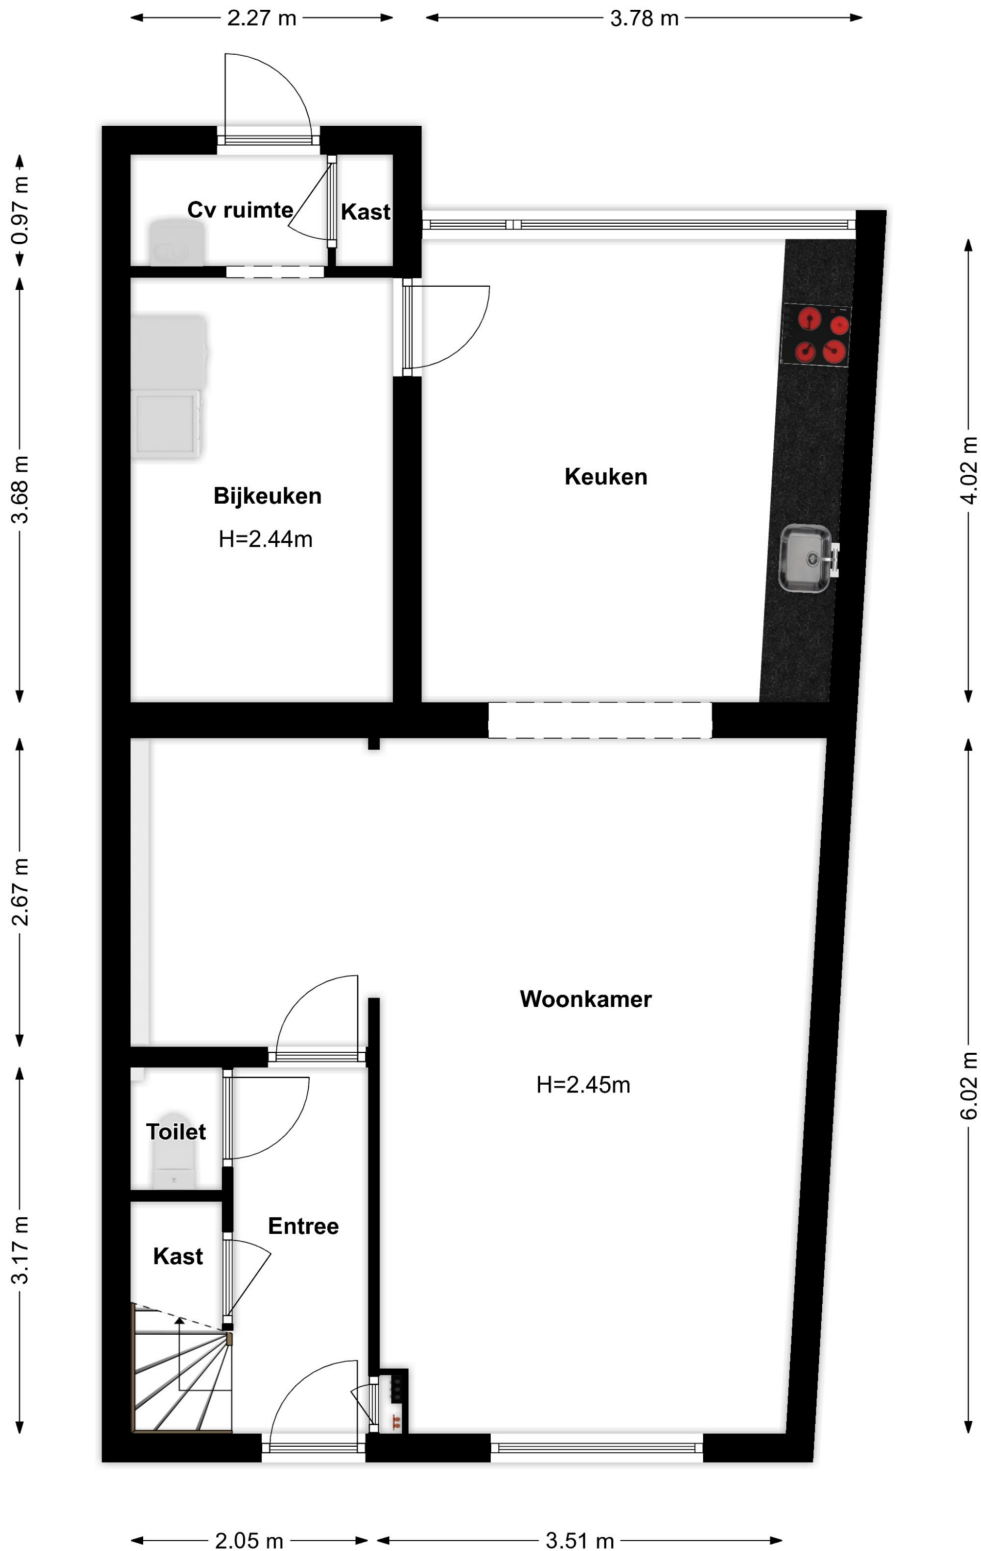 2.27 m
3.78 m
0.97 m
Cv ruimte
Kast
3.68 m
4.02 m
Keuken
Bijkeuken
H=2.44m
2.67 m
Woonkamer
H=2.45m
6.02 m
Toilet
3.17 m
Entree
Kast
2.05 m
3.51 m